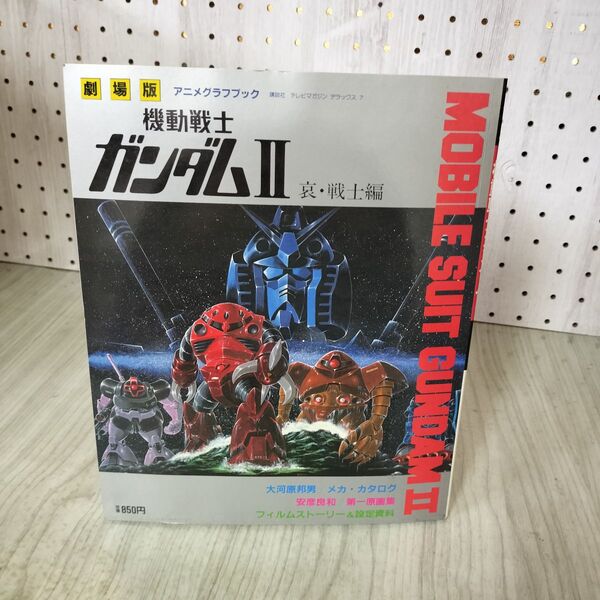 劇場版 アニメグラフブック 講談社 テレビマガジン デラックス 7
機動戦士
ガンダムII 哀・戦士編
MOBILE SUIT GUNDAM II
大河原邦男 メカ・カタログ
安彦良和 第一原画集
フィルムストーリー&設定資料
定価850円